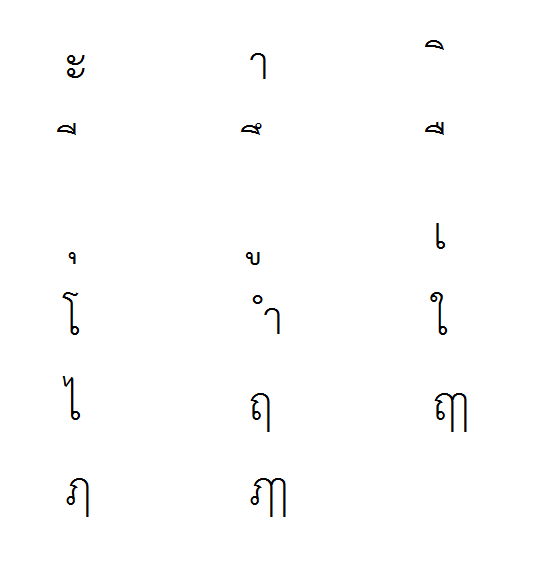 ะ า ิ
ี ึ ื
ุ ู เ
โ ำ ใ
ไ ฤ ฤๅ
ฦ ฦๅ